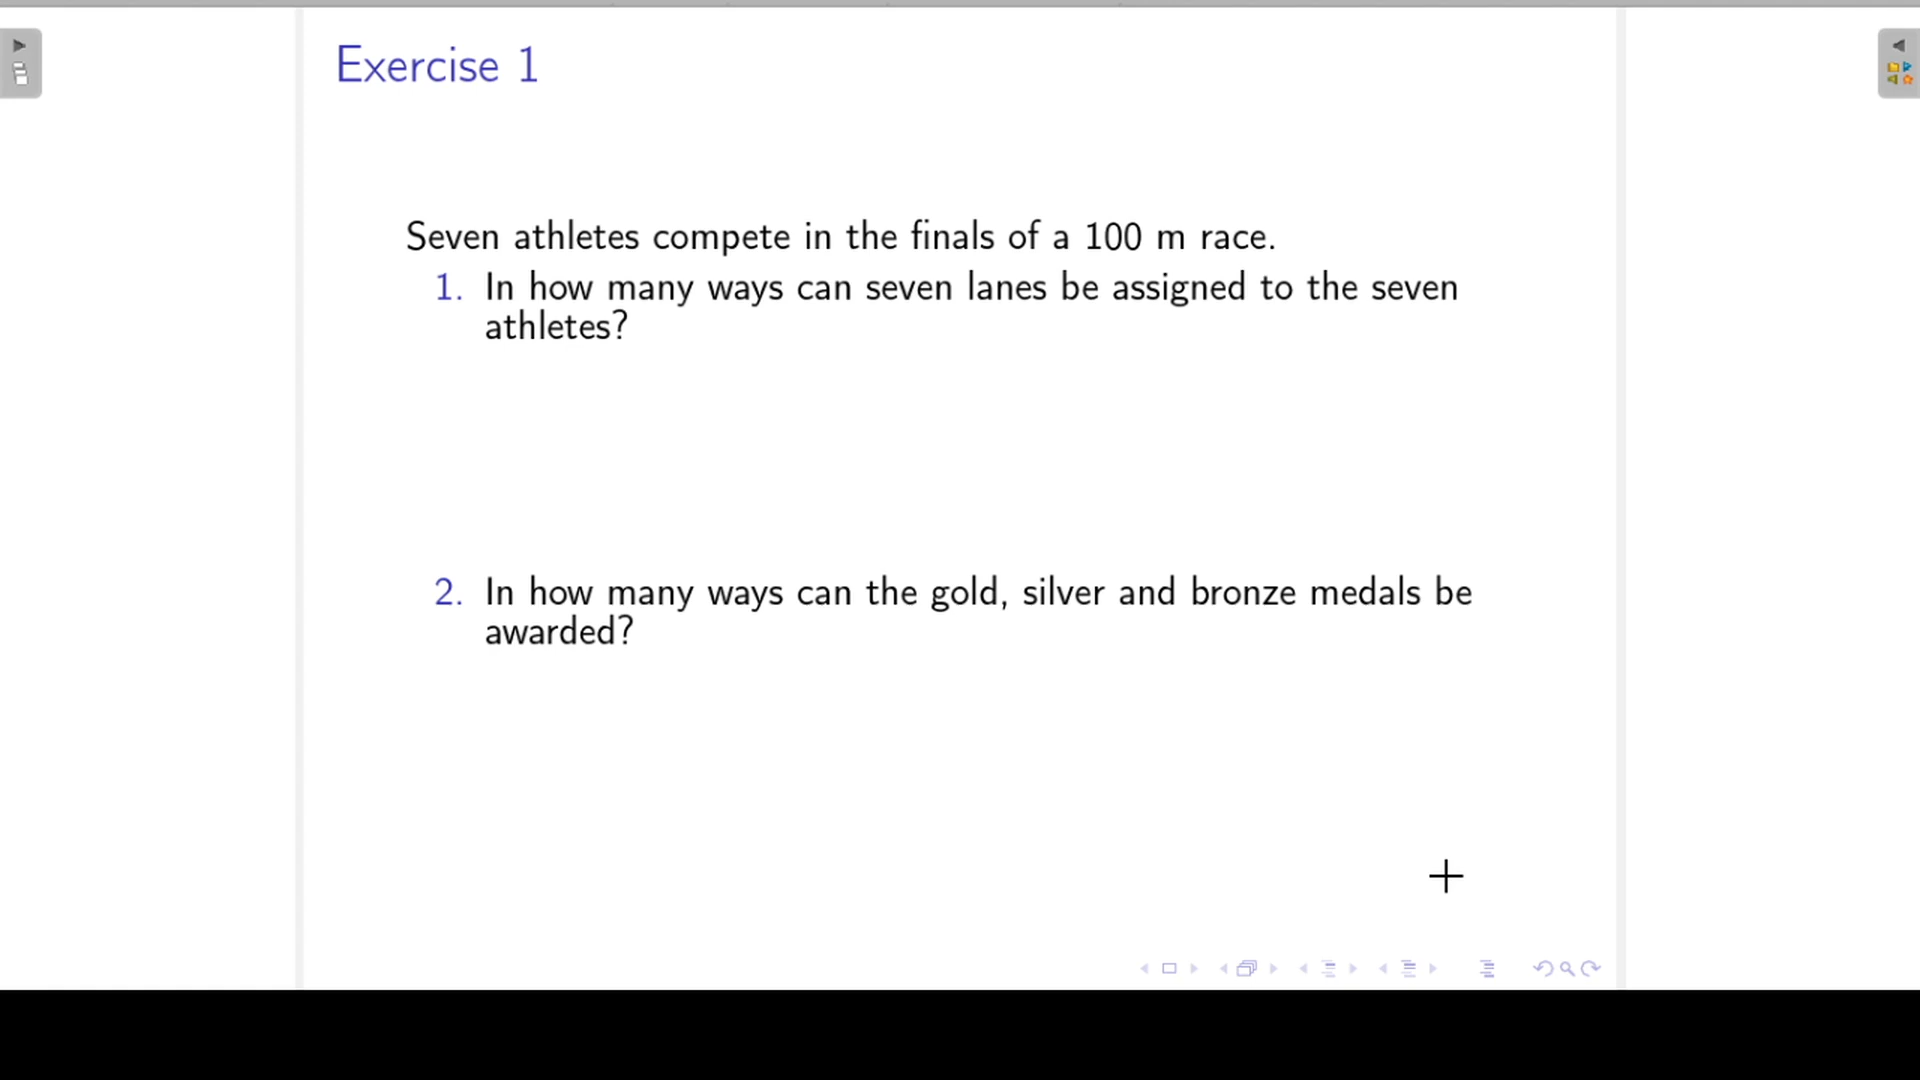 Exercise 1
Seven athletes compete in the finals of a 100 m race.
1. In how many ways can seven lanes be assigned to the seven
athletes?
2. In how many ways can the gold, silver and bronze medals be
awarded?